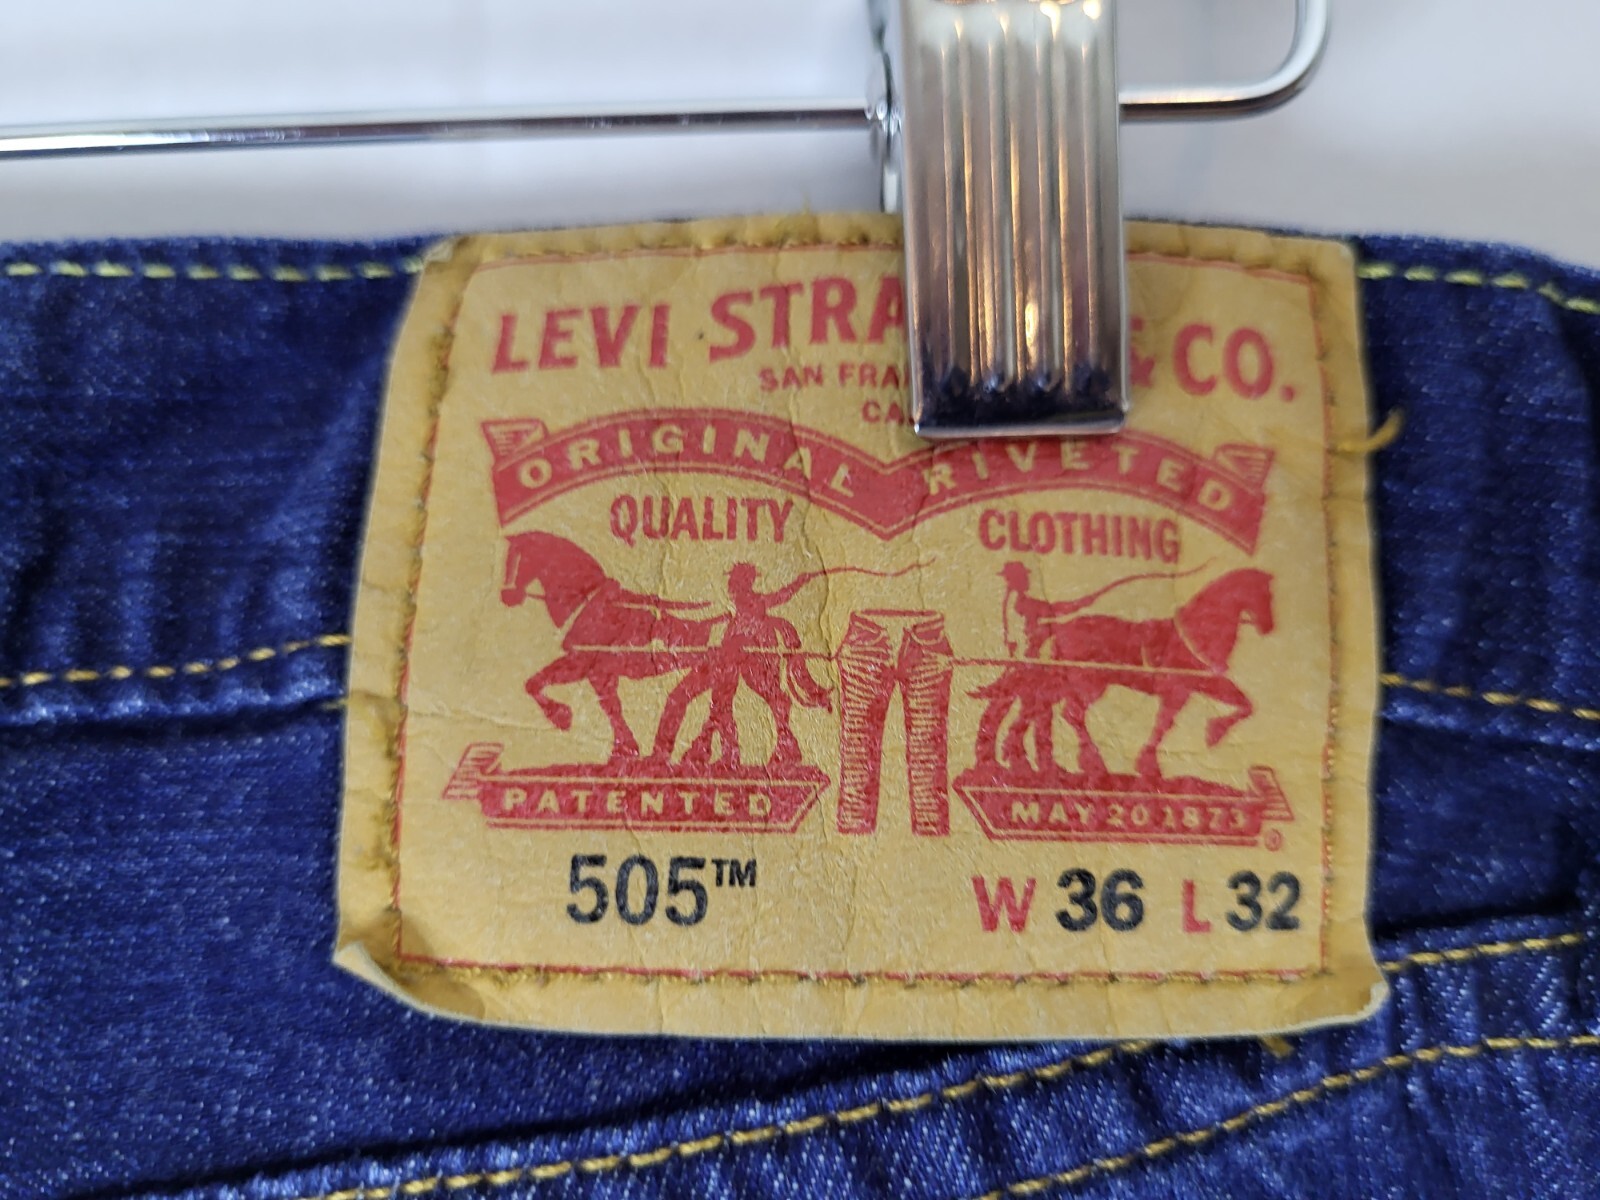 LEVI STRA & CO.
SAN FRA
CA
ORIGINAL RIVETED
QUALITY CLOTHING
PATENTED MAY 20 1873
®
505™ W 36 L 32